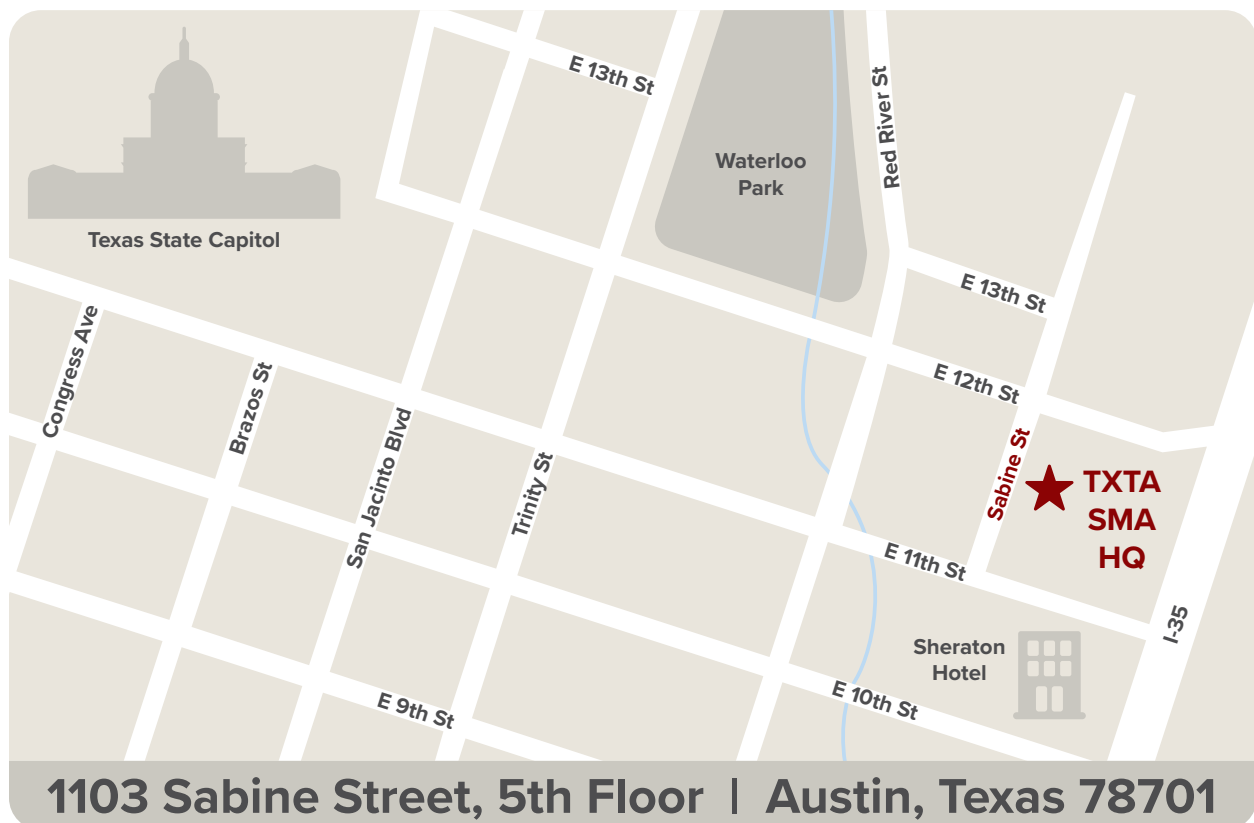 E 13th St
Red River St
Waterloo
Park
Texas State Capitol
E 13th St
Congress Ave
Brazos St
E 12th St
San Jacinto Blvd
Trinity St
Sabine St
TXTA
SMA
HQ
E 11th St
I-35
Sheraton
Hotel
E 10th St
E 9th St
1103 Sabine Street, 5th Floor | Austin, Texas 78701